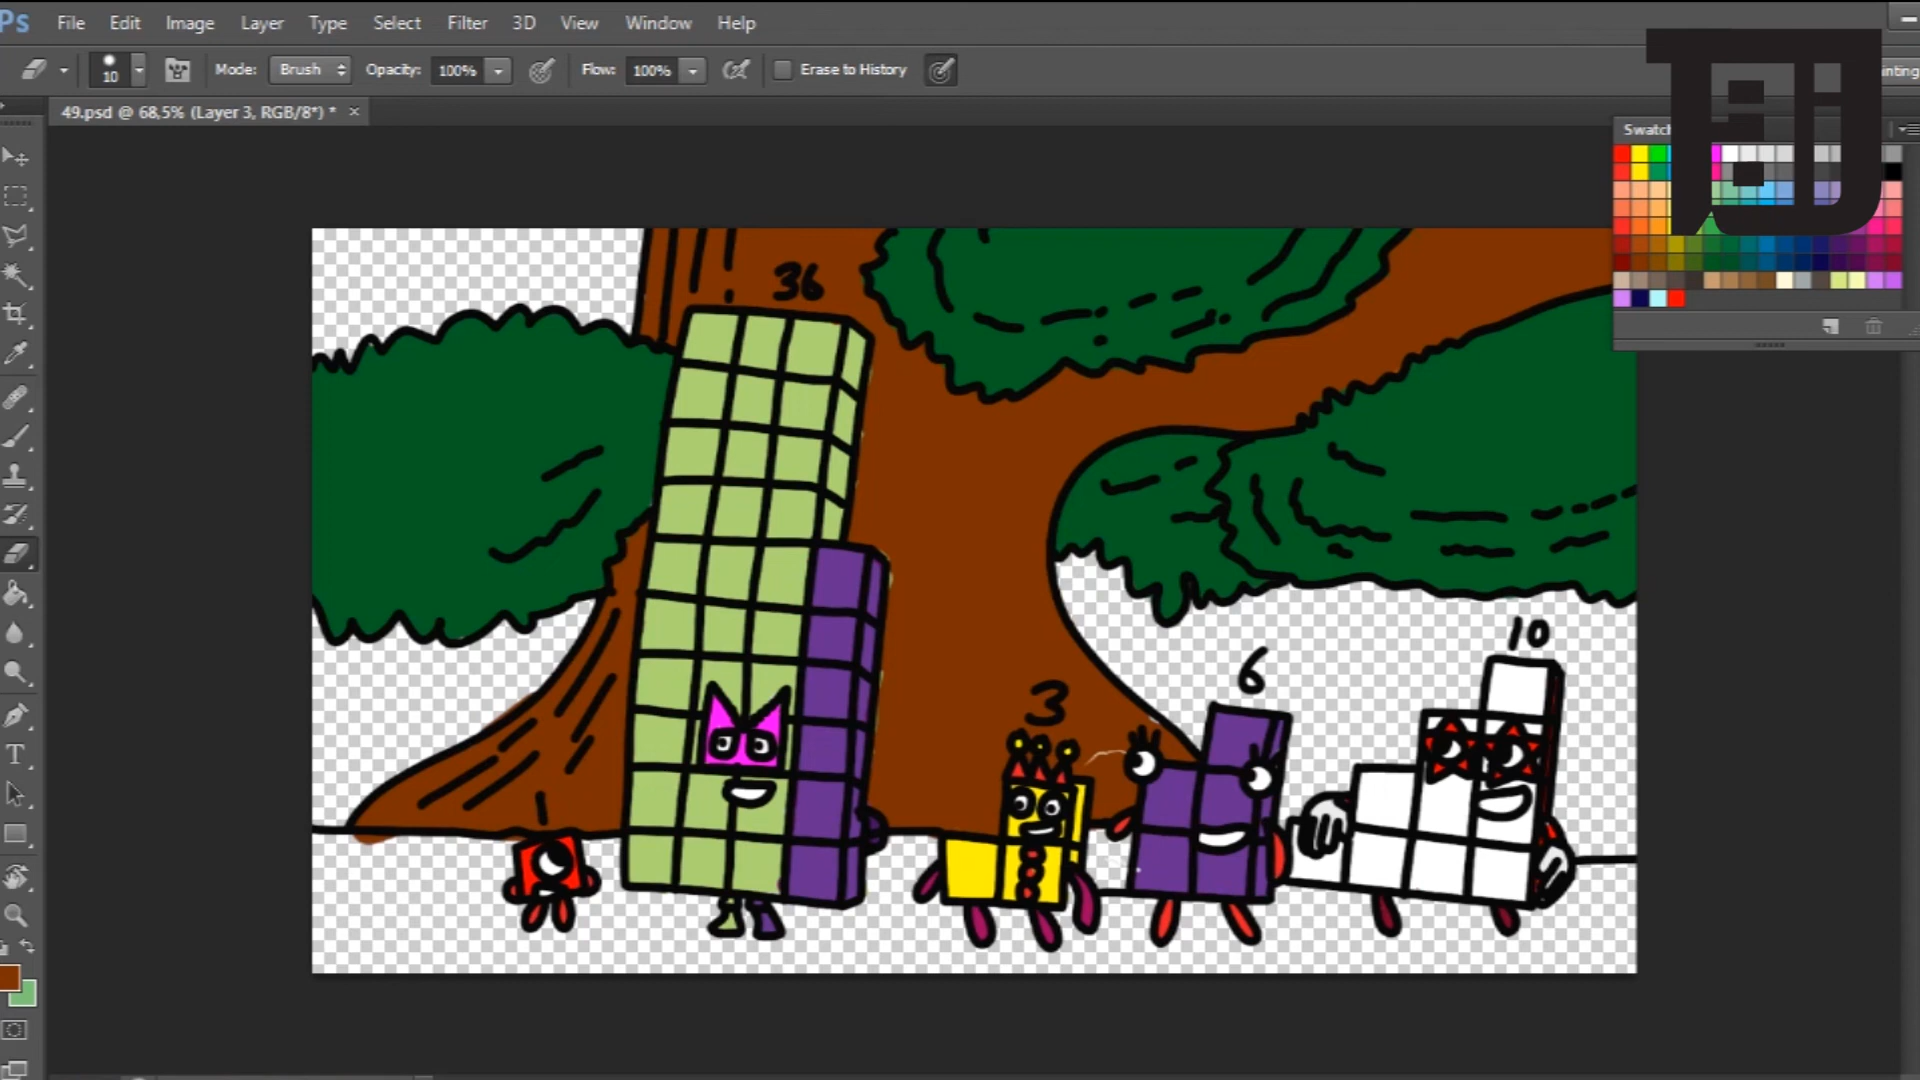 Ps File Edit Image Layer Type Select Filter 3D View Window Help
10 Mode: Brush Opacity: 100% Flow: 100% Erase to History
49.psd @ 68,5% (Layer 3, RGB/8*) * ×
36
10
6
3
1
T